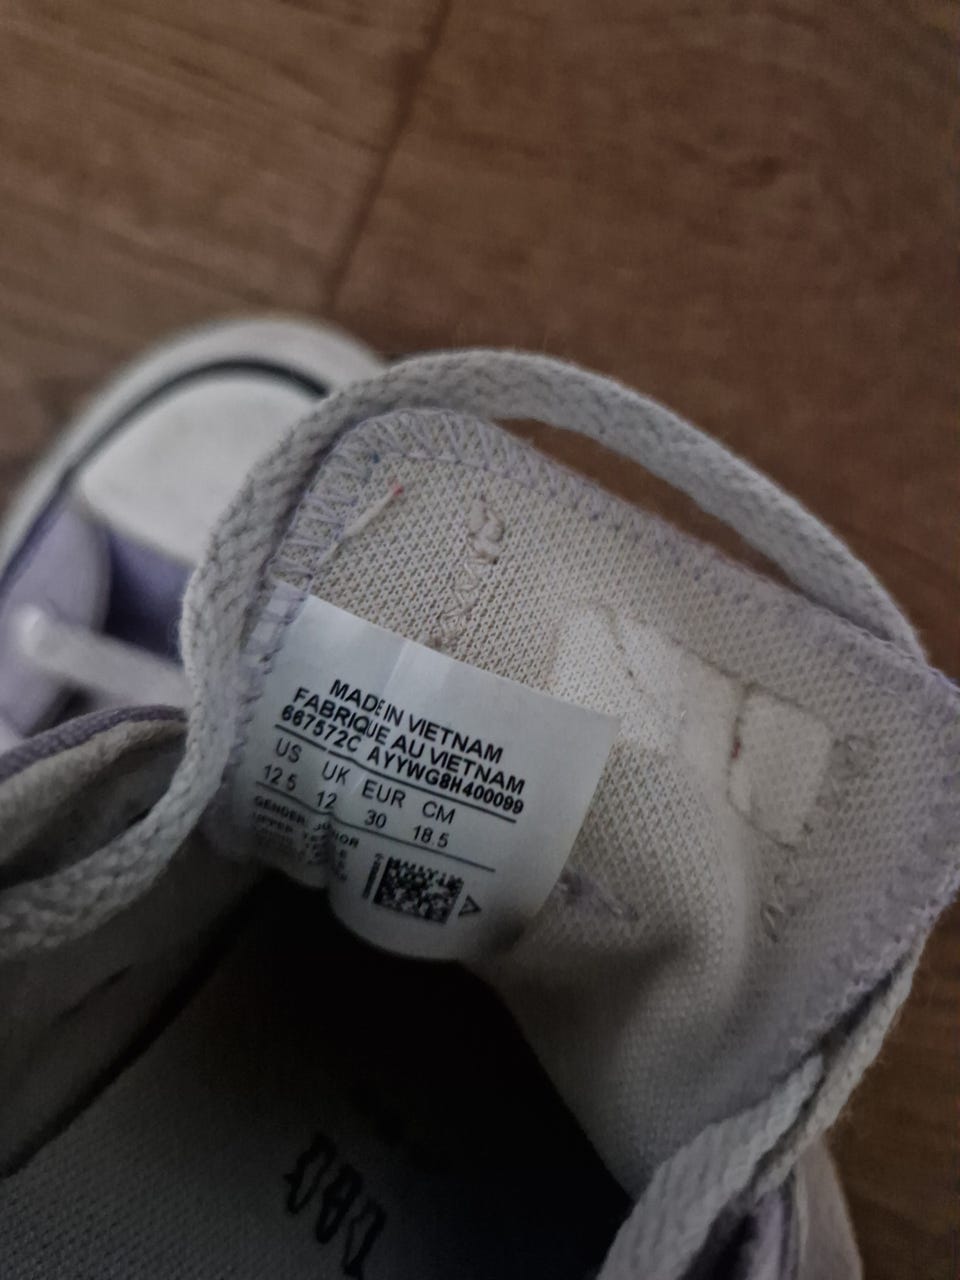 MADE IN VIETNAM
FABRIQUE AU VIETNAM
667572C AYYWG8H400099
US UK EUR CM
12 5 12 30 18 5
GENDER JUNIOR
UPPER